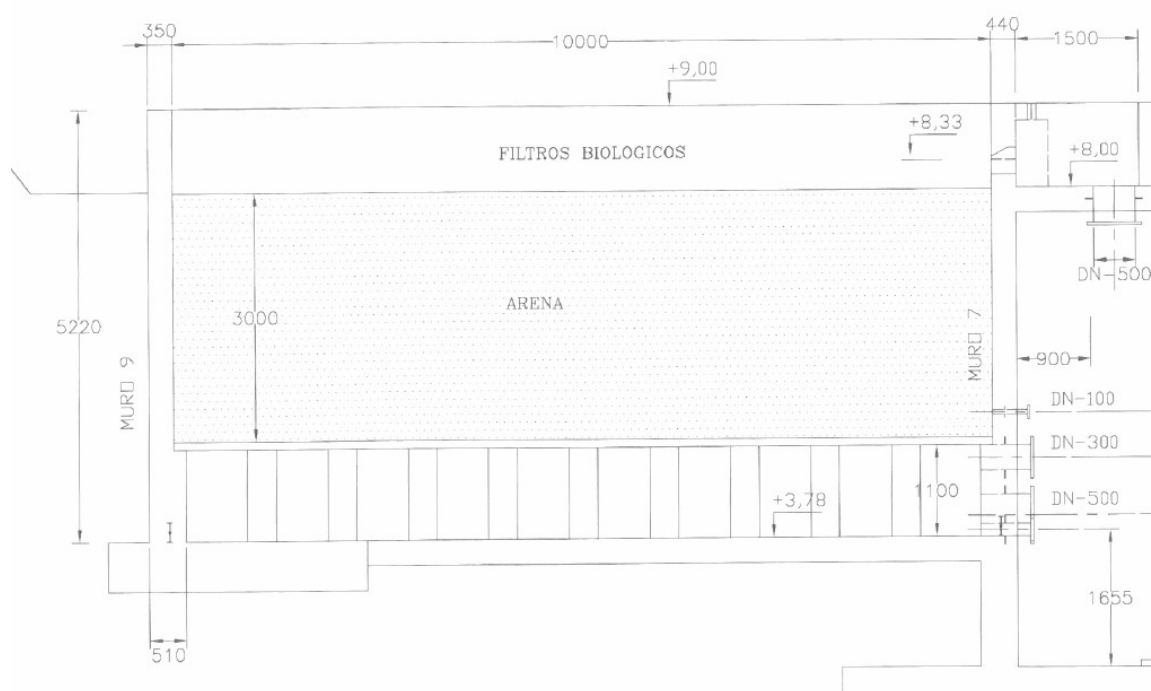 350
10000
440
1500
+9,00
+8,33
FILTROS BIOLOGICOS
+8,00
DN-500
ARENA
3000
5220
MURO 9
MURO 7
900
DN-100
DN-300
1100
DN-500
+3,78
1655
510